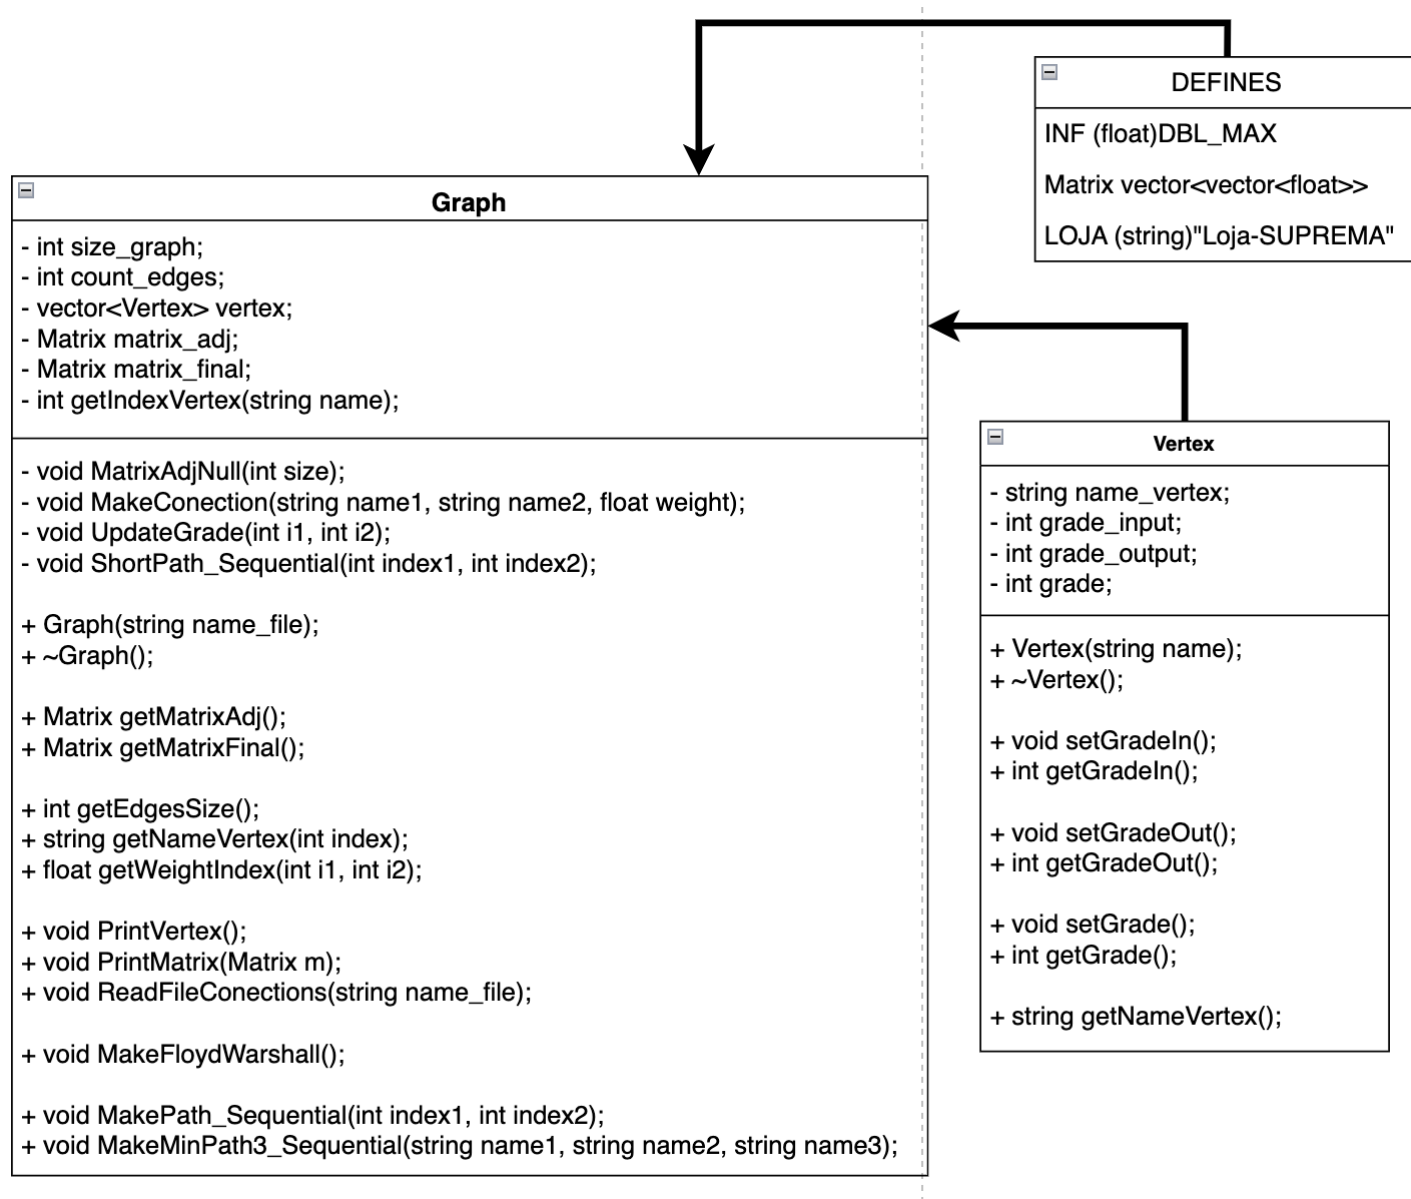 DEFINES
INF (float)DBL_MAX
Matrix vector<vector<float>>
LOJA (string)"Loja-SUPREMA"
Graph
- int size_graph;
- int count_edges;
- vector<Vertex> vertex;
- Matrix matrix_adj;
- Matrix matrix_final;
- int getIndexVertex(string name);
- void MatrixAdjNull(int size);
- void MakeConection(string name1, string name2, float weight);
- void UpdateGrade(int i1, int i2);
- void ShortPath_Sequential(int index1, int index2);
+ Graph(string name_file);
+ ~Graph();
+ Matrix getMatrixAdj();
+ Matrix getMatrixFinal();
+ int getEdgesSize();
+ string getNameVertex(int index);
+ float getWeightIndex(int i1, int i2);
+ void PrintVertex();
+ void PrintMatrix(Matrix m);
+ void ReadFileConections(string name_file);
+ void MakeFloydWarshall();
+ void MakePath_Sequential(int index1, int index2);
+ void MakeMinPath3_Sequential(string name1, string name2, string name3);
Vertex
- string name_vertex;
- int grade_input;
- int grade_output;
- int grade;
+ Vertex(string name);
+ ~Vertex();
+ void setGradeIn();
+ int getGradeIn();
+ void setGradeOut();
+ int getGradeOut();
+ void setGrade();
+ int getGrade();
+ string getNameVertex();